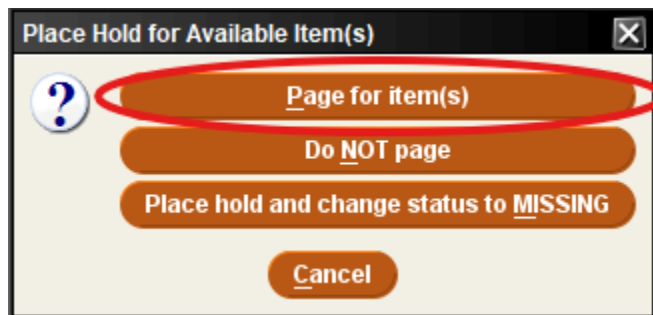 Place Hold for Available Item(s)
Page for item(s)
Do NOT page
Place hold and change status to MISSING
Cancel